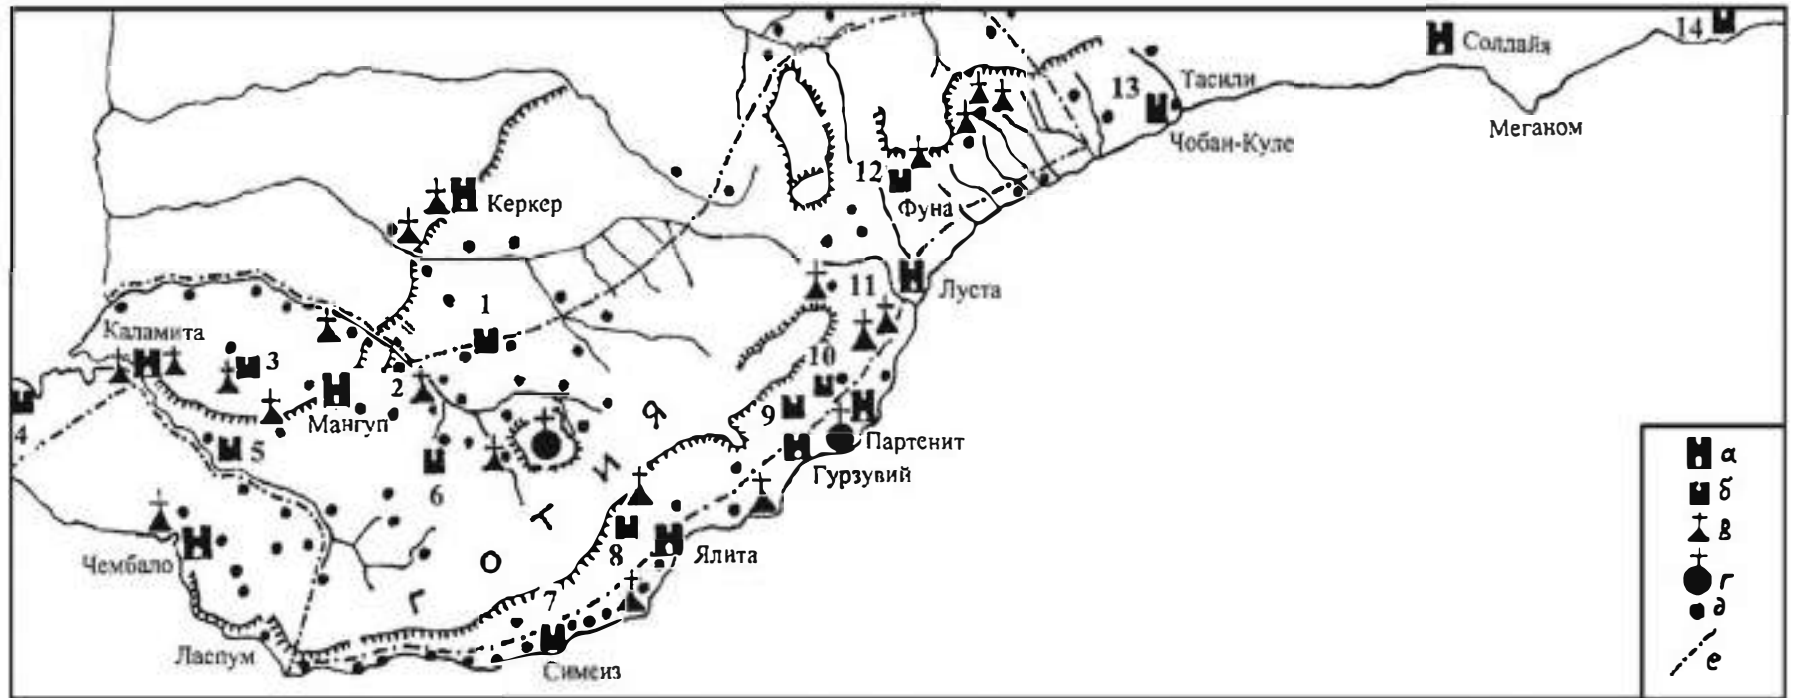 14
Солдайя
Тасили
13
Меганом
Чобан-Куле
12
Керкер
Фуна
11
Луста
1
Каламита
3
2
10
4
Мангуп
9
5
Партенит
6
Гурзувий
ГОТИЯ
8
Ялита
Чембало
7
Ласпум
Симеиз
а
б
в
г
д
е